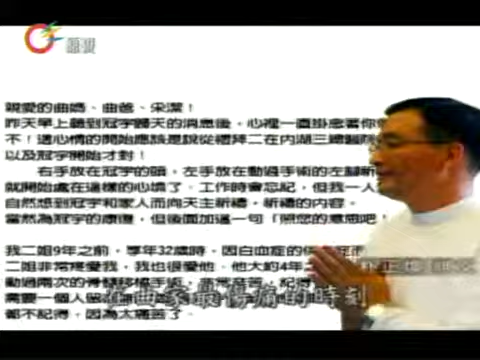 親愛的曲媽、曲爸、采潔!
昨天早上聽到冠宇歸天的消息後,心裡一直掛念著你
不!這心情的開始應該是說從禮拜二在內湖三總醫院
以及冠宇開始才對!
右手放在冠宇的頭,左手放在動過手術的左腳
就開始處在這樣的心境了。工作時會忘記,但我一人
自然想到冠宇和家人而向天主祈禱,祈禱的內容。
當然為冠宇的康復,但後面加這一句「照您的意思吧!
我二姐9年之前,享年32歲時,因白血症的
二姐非常疼愛我,我也很愛他。他大約4年之
動過兩次的骨髓移植手術,
需要一個人
在曲家最傷痛的時刻
都不記得,因為太痛苦了。